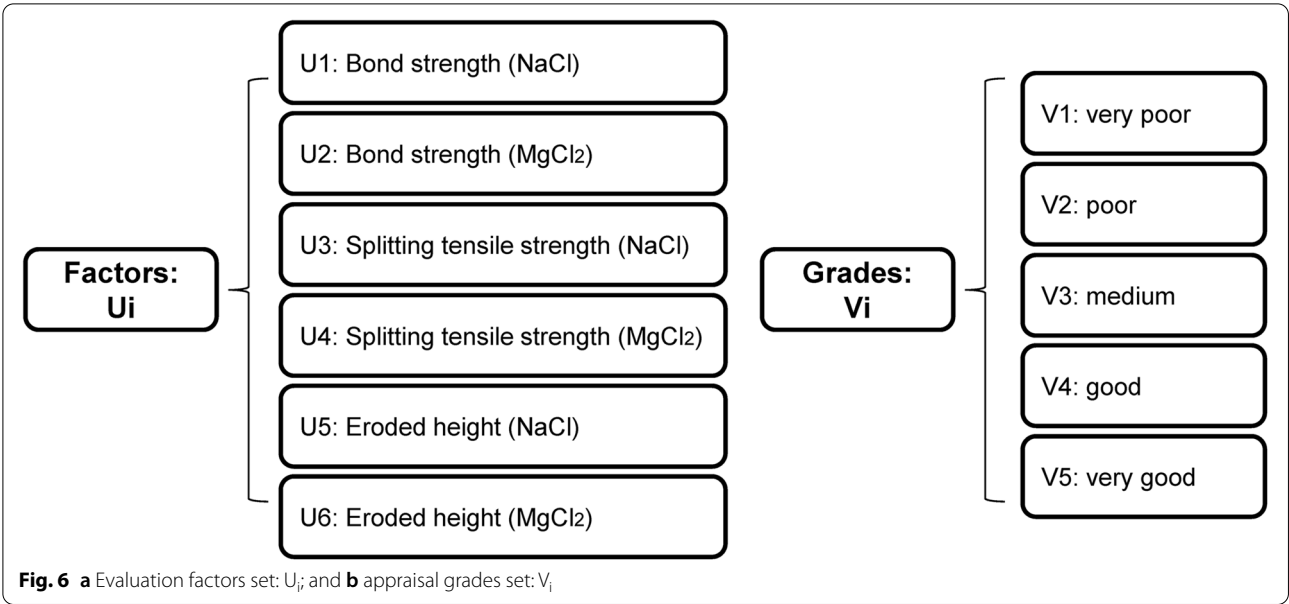 Factors:
Ui
U1: Bond strength (NaCl)
U2: Bond strength (MgCl2)
U3: Splitting tensile strength (NaCl)
U4: Splitting tensile strength (MgCl2)
U5: Eroded height (NaCl)
U6: Eroded height (MgCl2)
Grades:
Vi
V1: very poor
V2: poor
V3: medium
V4: good
V5: very good
Fig. 6 a Evaluation factors set: Ui; and b appraisal grades set: Vi